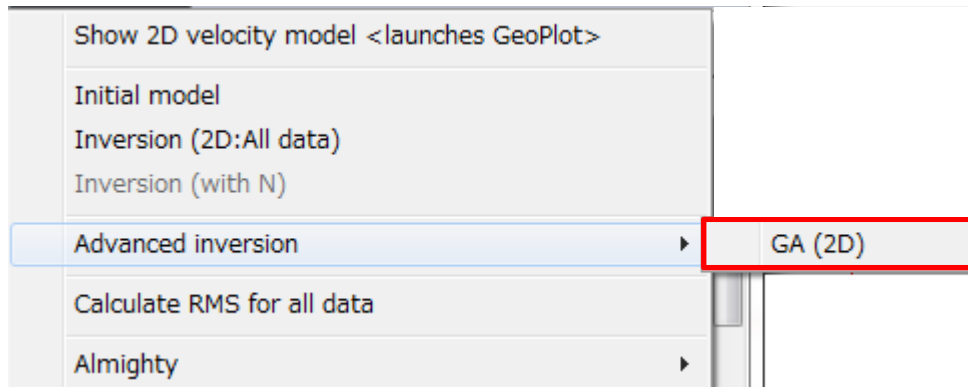 Show 2D velocity model <launches GeoPlot>
Initial model
Inversion (2D:All data)
Inversion (with N)
Advanced inversion
GA (2D)
Calculate RMS for all data
Almighty